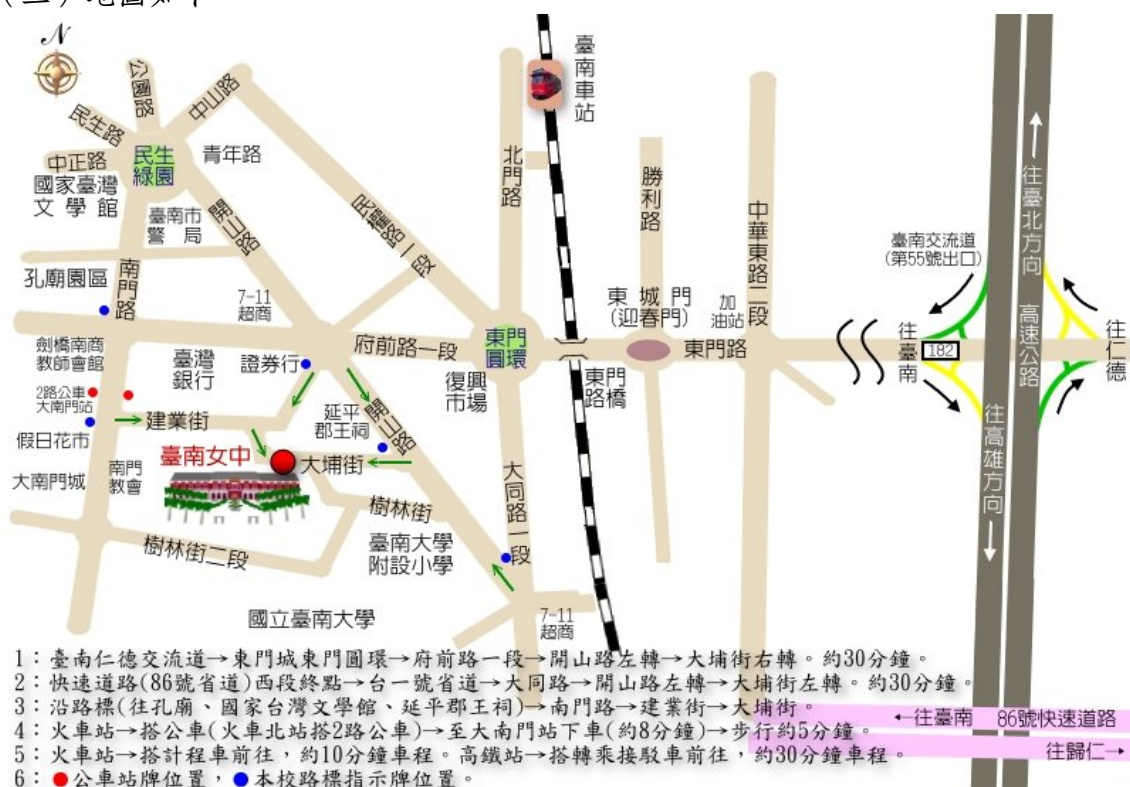 N
公園路
中山路
民生路
中正路
民生
綠園
青年路
國家臺灣
文學館
臺南市
警局
開山路
民權路一段
北門路
臺南車站
勝利路
中華東路二段
往臺北方向
臺南交流道
(第55號出口)
孔廟園區
南門路
7-11
超商
東城門
(迎春門)
加
油站
高速公路
劍橋南商
教師會館
臺灣
銀行
證券行
府前路一段
東門
圓環
東門路
往臺南
182
往仁德
復興
市場
東門
路橋
2路公車
大南門站
建業街
延平
郡王祠
開山路
假日花市
臺南女中
大埔街
大南門城
南門
教會
樹林街
大同路一段
往高雄方向
樹林街二段
臺南大學
附設小學
國立臺南大學
7-11
超商
1：臺南仁德交流道→東門城東門圓環→府前路一段→開山路左轉→大埔街右轉。約30分鐘。
2：快速道路(86號省道)西段終點→台一號省道→大同路→開山路左轉→大埔街左轉。約30分鐘。
3：沿路標(往孔廟、國家台灣文學館、延平郡王祠)→南門路→建業街→大埔街。
←往臺南 86號快速道路
4：火車站→搭公車(火車北站搭2路公車)→至大南門站下車(約8分鐘)→步行約5分鐘。
往歸仁→
5：火車站→搭計程車前往，約10分鐘車程。高鐵站→搭轉乘接駁車前往，約30分鐘車程。
6：●公車站牌位置，●本校路標指示牌位置。